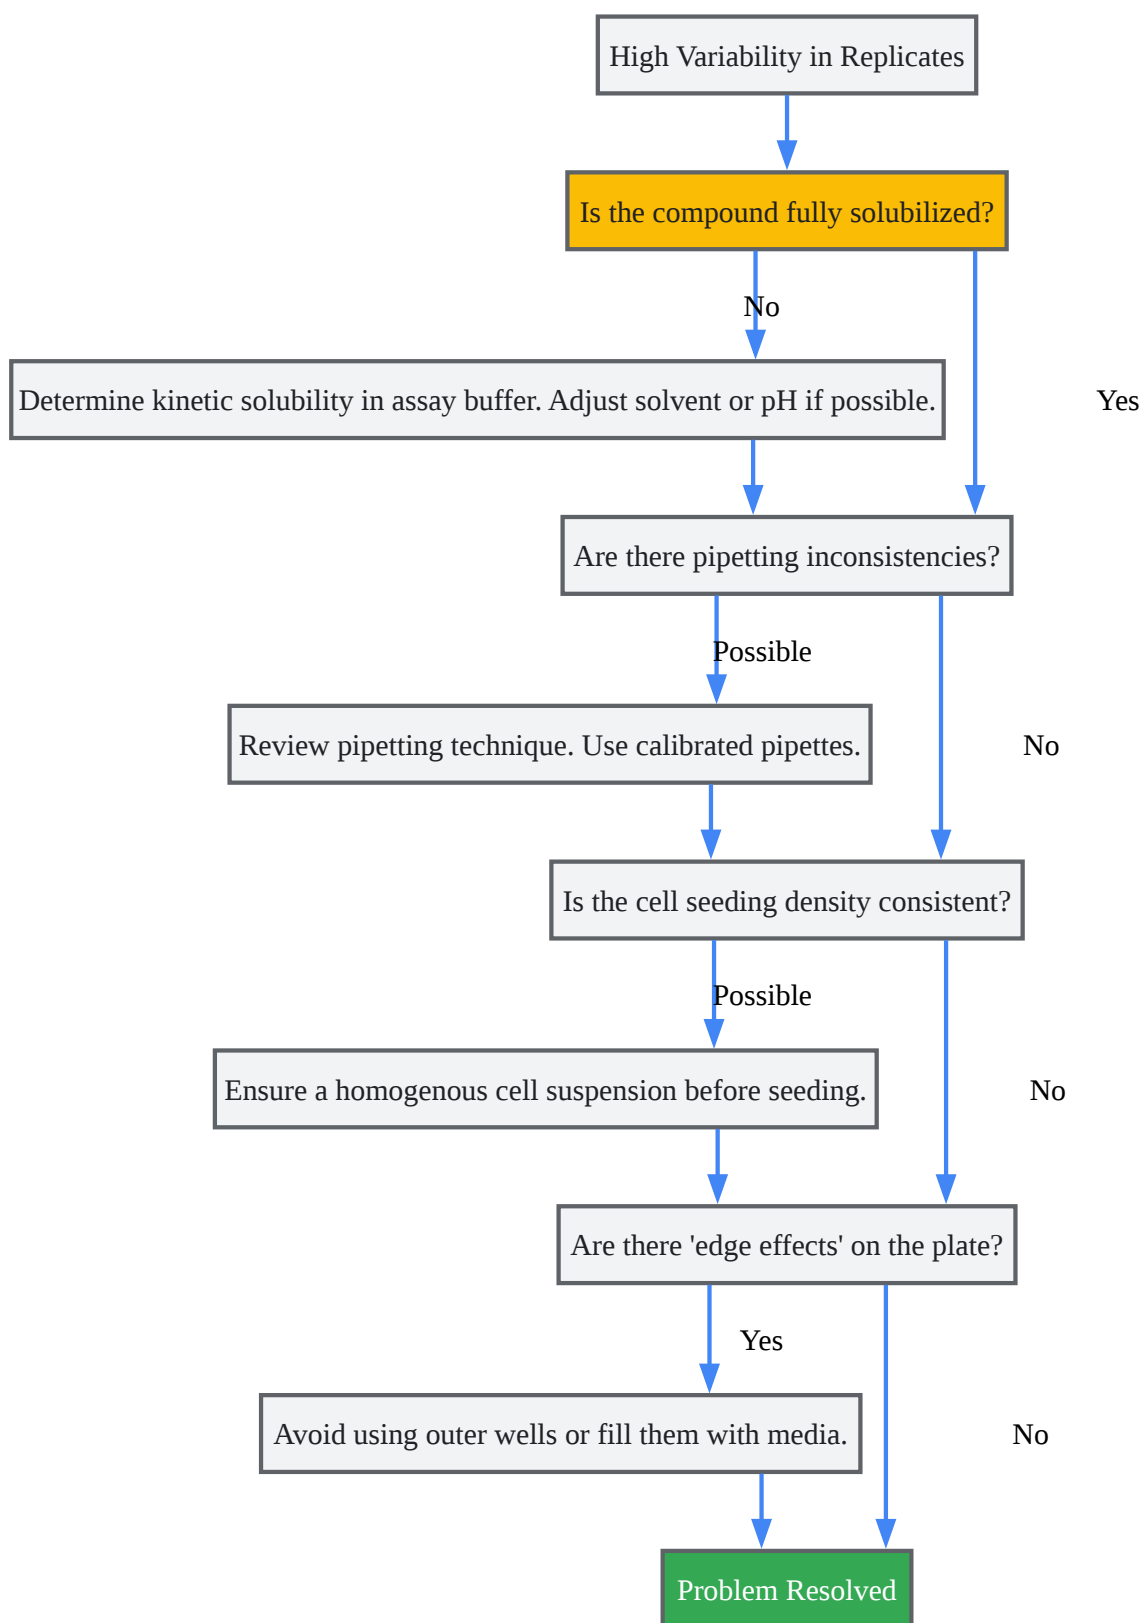 High Variability in Replicates
Is the compound fully solubilized?
No
Determine kinetic solubility in assay buffer. Adjust solvent or pH if possible.
Yes
Are there pipetting inconsistencies?
Possible
Review pipetting technique. Use calibrated pipettes.
No
Is the cell seeding density consistent?
Possible
Ensure a homogenous cell suspension before seeding.
No
Are there 'edge effects' on the plate?
Yes
Avoid using outer wells or fill them with media.
No
Problem Resolved